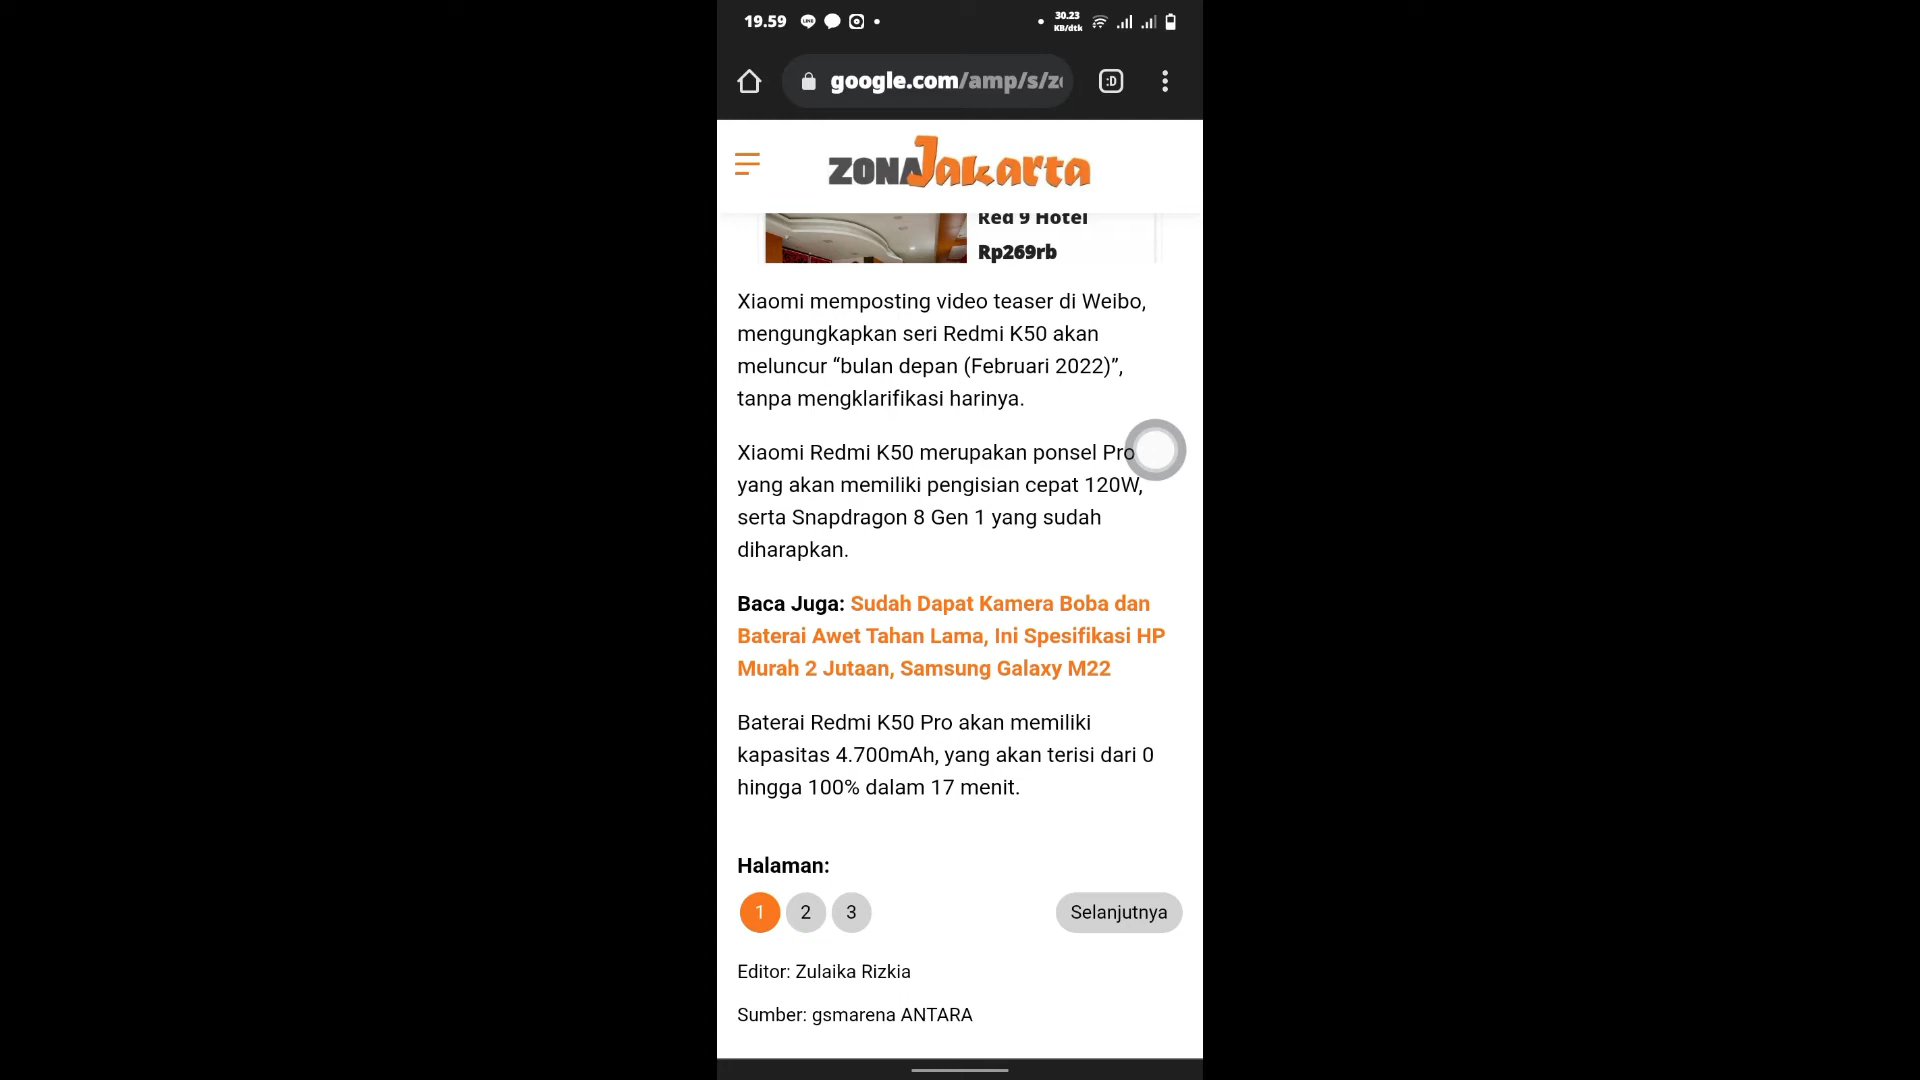 19.59
30.23
KB/dtk
google.com/amp/s/z
:D
ZONAJakarta
Red 9 Hotel
Rp269rb
Xiaomi memposting video teaser di Weibo,
mengungkapkan seri Redmi K50 akan
meluncur “bulan depan (Februari 2022)”,
tanpa mengklarifikasi harinya.
Xiaomi Redmi K50 merupakan ponsel Pro
yang akan memiliki pengisian cepat 120W,
serta Snapdragon 8 Gen 1 yang sudah
diharapkan.
Baca Juga: Sudah Dapat Kamera Boba dan
Baterai Awet Tahan Lama, Ini Spesifikasi HP
Murah 2 Jutaan, Samsung Galaxy M22
Baterai Redmi K50 Pro akan memiliki
kapasitas 4.700mAh, yang akan terisi dari 0
hingga 100% dalam 17 menit.
Halaman:
1 2 3 Selanjutnya
Editor: Zulaika Rizkia
Sumber: gsmarena ANTARA